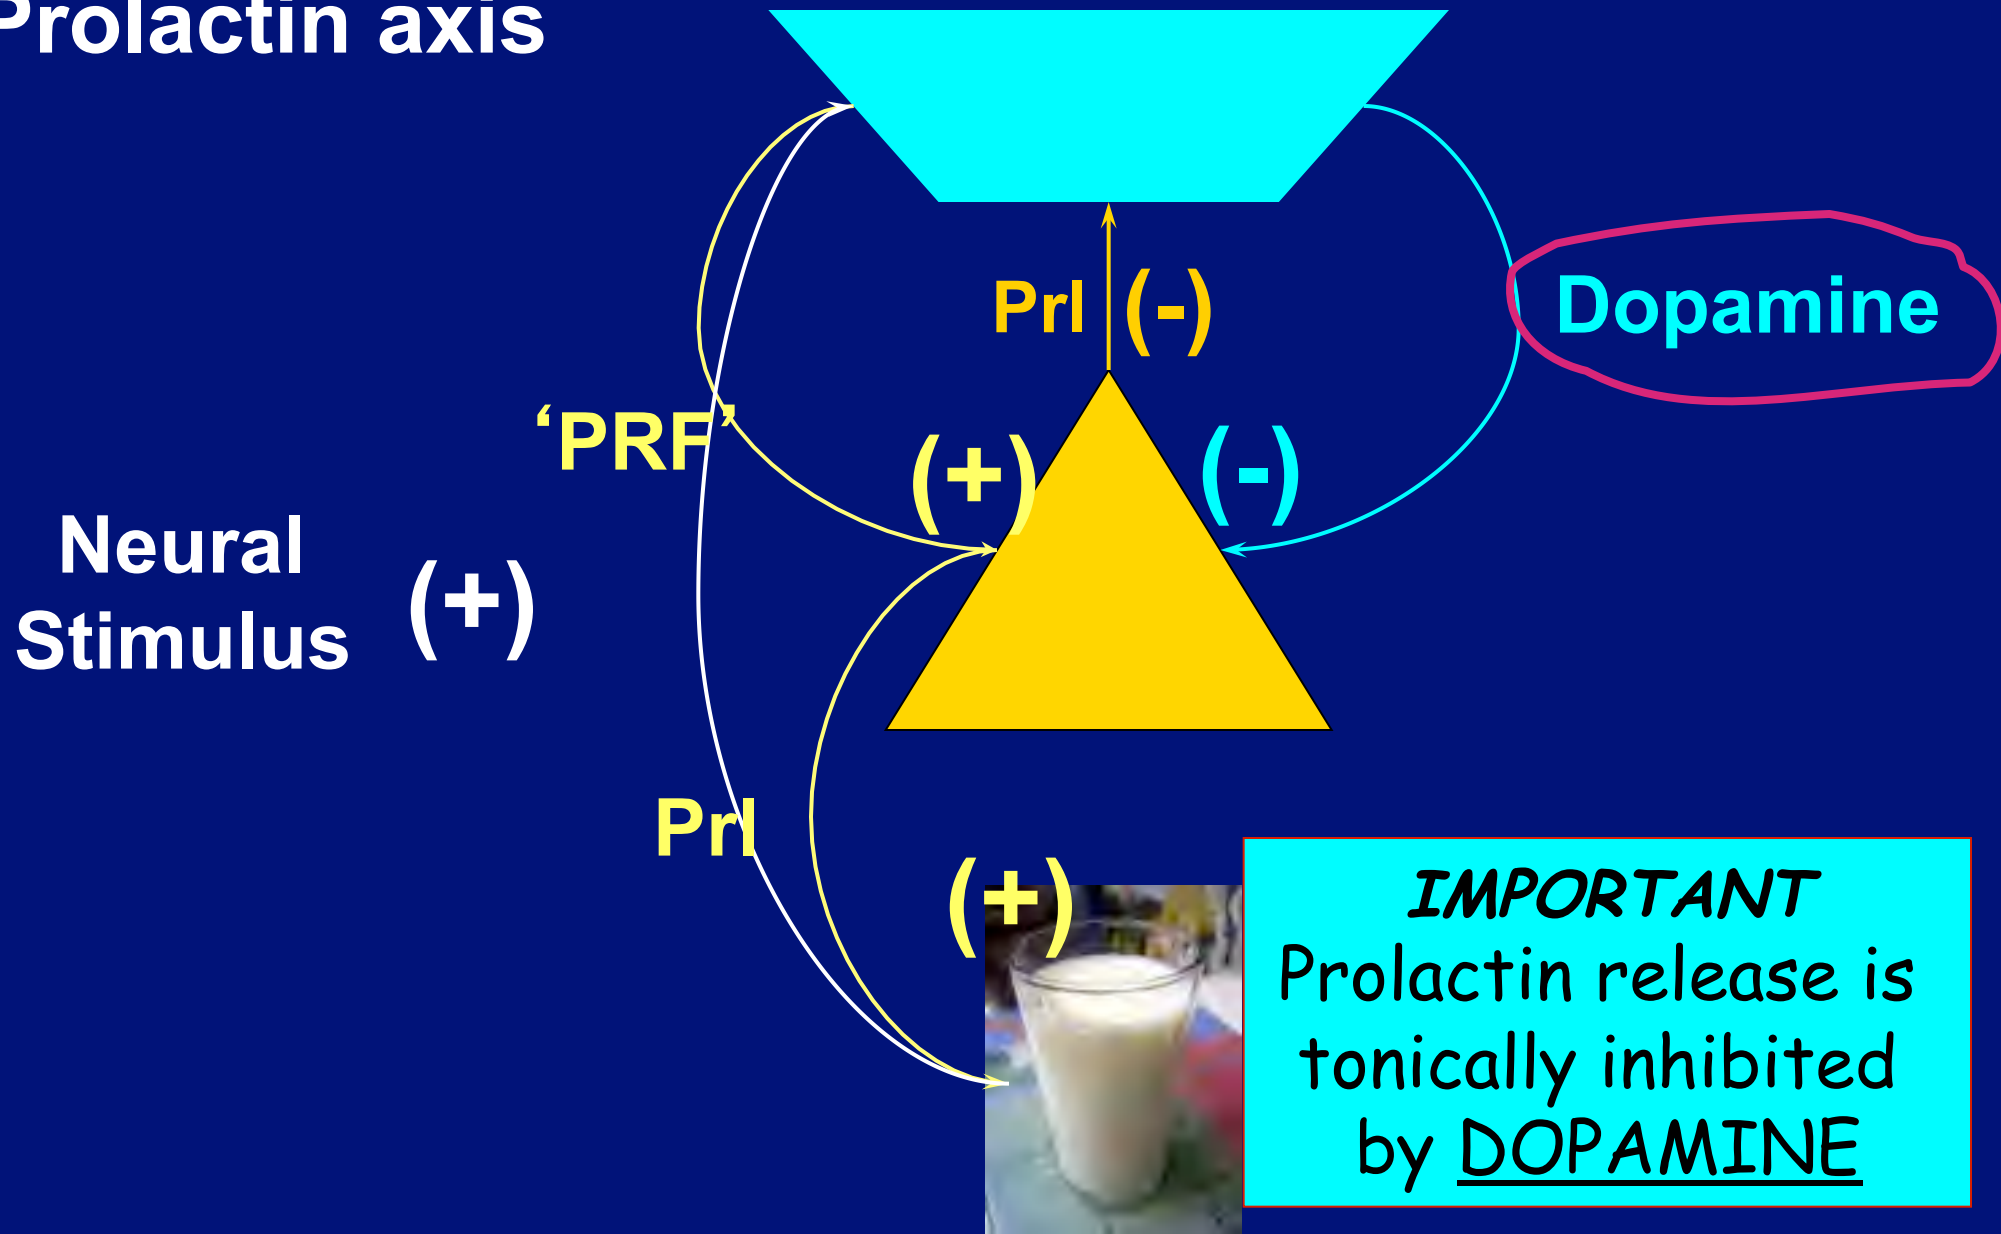 Prolactin axis
Prl (-)
Dopamine
‘PRF’
(+)
(-)
Neural
Stimulus
(+)
Prl
(+)
IMPORTANT
Prolactin release is
tonically inhibited
by DOPAMINE